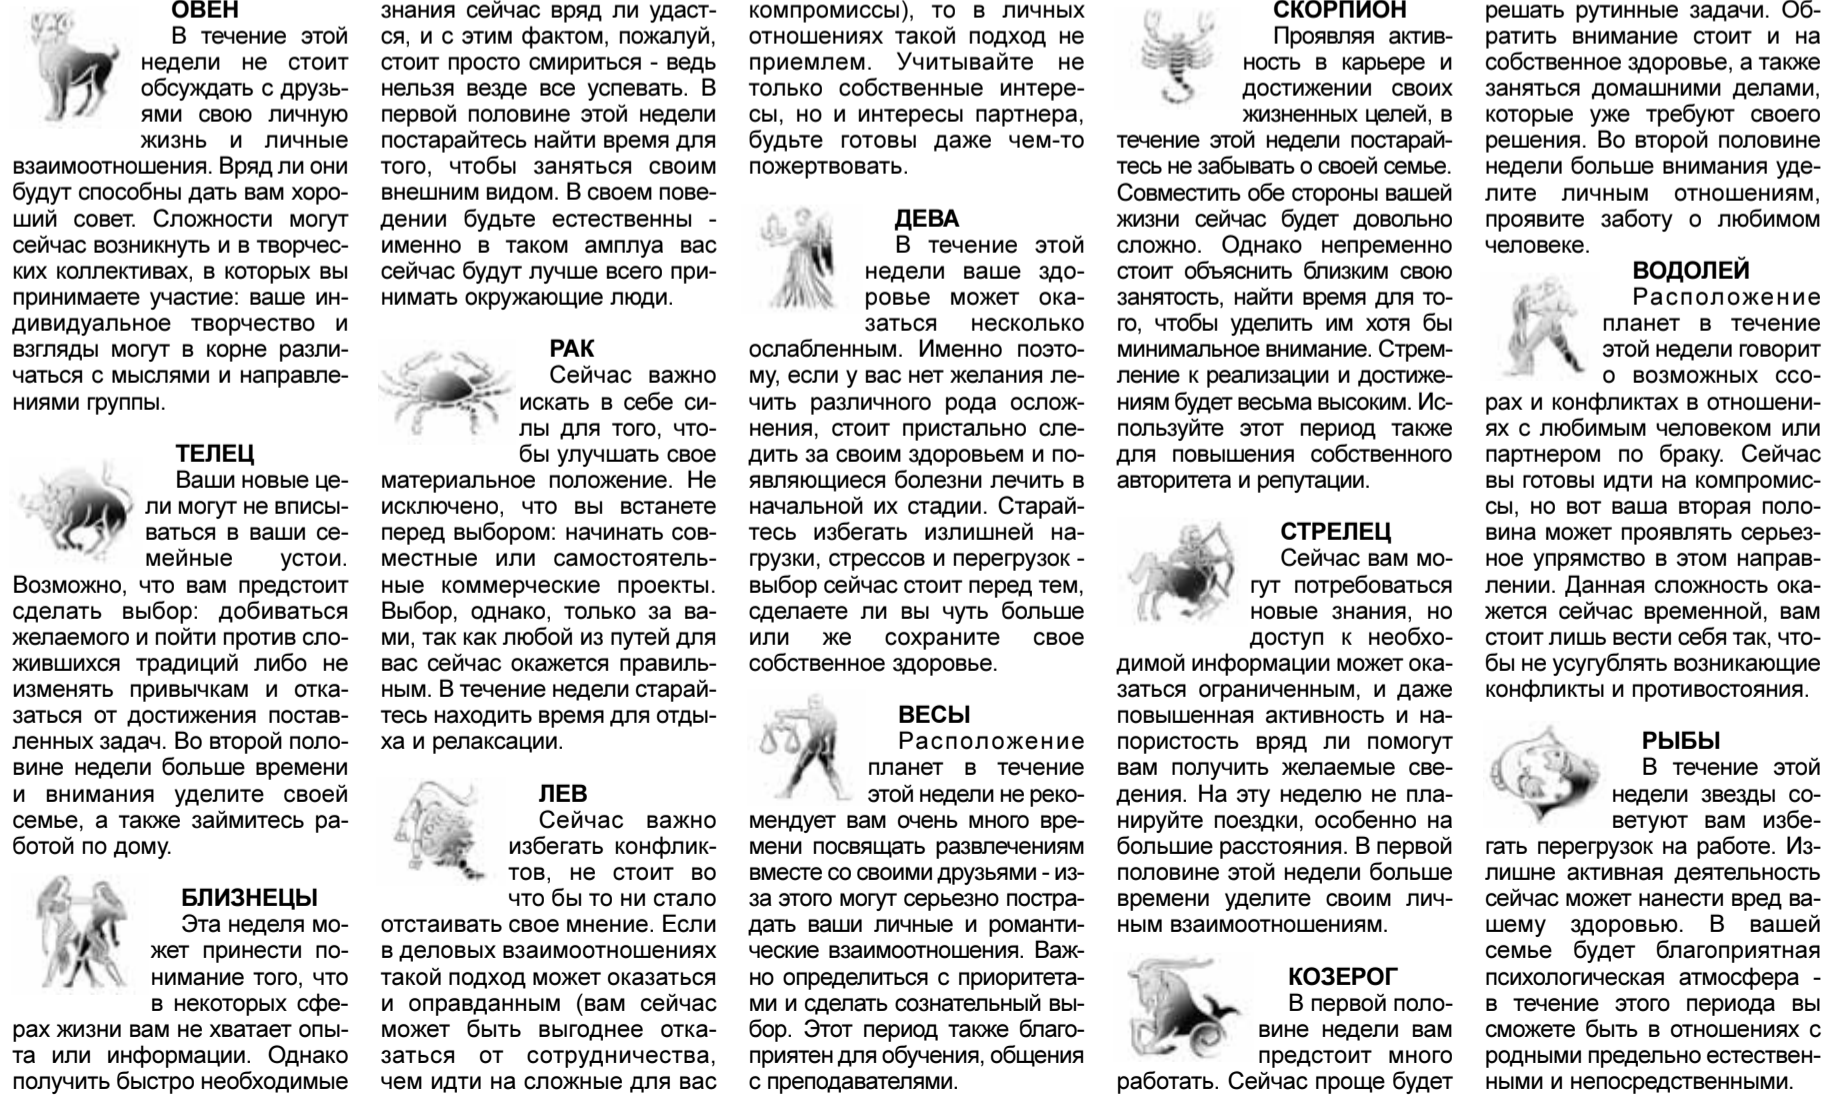 ОВЕН
В течение этой
недели не стоит
обсуждать с друзь-
ями свою личную
жизнь и личные
взаимоотношения. Вряд ли они
будут способны дать вам хоро-
ший совет. Сложности могут
сейчас возникнуть и в творчес-
ких коллективах, в которых вы
принимаете участие: ваше ин-
дивидуальное творчество и
взгляды могут в корне разли-
чаться с мыслями и направле-
ниями группы.
ТЕЛЕЦ
Ваши новые це-
ли могут не вписы-
ваться в ваши се-
мейные устои.
Возможно, что вам предстоит
сделать выбор: добиваться
желаемого и пойти против сло-
жившихся традиций либо не
изменять привычкам и отка-
заться от достижения постав-
ленных задач. Во второй поло-
вине недели больше времени
и внимания уделите своей
семье, а также займитесь ра-
ботой по дому.
БЛИЗНЕЦЫ
Эта неделя мо-
жет принести по-
нимание того, что
в некоторых сфе-
рах жизни вам не хватает опы-
та или информации. Однако
получить быстро необходимые
знания сейчас вряд ли удаст-
ся, и с этим фактом, пожалуй,
стоит просто смириться - ведь
нельзя везде все успевать. В
первой половине этой недели
постарайтесь найти время для
того, чтобы заняться своим
внешним видом. В своем пове-
дении будьте естественны -
именно в таком амплуа вас
сейчас будут лучше всего при-
нимать окружающие люди.
РАК
Сейчас важно
искать в себе си-
лы для того, что-
бы улучшать свое
материальное положение. Не
исключено, что вы встанете
перед выбором: начинать сов-
местные или самостоятель-
ные коммерческие проекты.
Выбор, однако, только за ва-
ми, так как любой из путей для
вас сейчас окажется правиль-
ным. В течение недели старай-
тесь находить время для отды-
ха и релаксации.
ЛЕВ
Сейчас важно
избегать конфлик-
тов, не стоит во
что бы то ни стало
отстаивать свое мнение. Если
в деловых взаимоотношениях
такой подход может оказаться
и оправданным (вам сейчас
может быть выгоднее отка-
заться от сотрудничества,
чем идти на сложные для вас
компромиссы), то в личных
отношениях такой подход не
приемлем. Учитывайте не
только собственные интере-
сы, но и интересы партнера,
будьте готовы даже чем-то
пожертвовать.
ДЕВА
В течение этой
недели ваше здо-
ровье может ока-
заться несколько
ослабленным. Именно поэто-
му, если у вас нет желания ле-
чить различного рода ослож-
нения, стоит пристально сле-
дить за своим здоровьем и по-
являющиеся болезни лечить в
начальной их стадии. Старай-
тесь избегать излишней на-
грузки, стрессов и перегрузок -
выбор сейчас стоит перед тем,
сделаете ли вы чуть больше
или же сохраните свое
собственное здоровье.
ВЕСЫ
Расположение
планет в течение
этой недели не реко-
мендует вам очень много вре-
мени посвящать развлечениям
вместе со своими друзьями - из-
за этого могут серьезно постра-
дать ваши личные и романти-
ческие взаимоотношения. Важ-
но определиться с приоритета-
ми и сделать сознательный вы-
бор. Этот период также благо-
приятен для обучения, общения
с преподавателями.
СКОРПИОН
Проявляя актив-
ность в карьере и
достижении своих
жизненных целей, в
течение этой недели постарай-
тесь не забывать о своей семье.
Совместить обе стороны вашей
жизни сейчас будет довольно
сложно. Однако непременно
стоит объяснить близким свою
занятость, найти время для то-
го, чтобы уделить им хотя бы
минимальное внимание. Стрем-
ление к реализации и достиже-
ниям будет весьма высоким. Ис-
пользуйте этот период также
для повышения собственного
авторитета и репутации.
СТРЕЛЕЦ
Сейчас вам мо-
гут потребоваться
новые знания, но
доступ к необхо-
димой информации может ока-
заться ограниченным, и даже
повышенная активность и на-
пористость вряд ли помогут
вам получить желаемые све-
дения. На эту неделю не пла-
нируйте поездки, особенно на
большие расстояния. В первой
половине этой недели больше
времени уделите своим лич-
ным взаимоотношениям.
КОЗЕРОГ
В первой поло-
вине недели вам
предстоит много
работать. Сейчас проще будет
решать рутинные задачи. Об-
ратить внимание стоит и на
собственное здоровье, а также
заняться домашними делами,
которые уже требуют своего
решения. Во второй половине
недели больше внимания уде-
лите личным отношениям,
проявите заботу о любимом
человеке.
ВОДОЛЕЙ
Расположение
планет в течение
этой недели говорит
о возможных ссо-
рах и конфликтах в отношени-
ях с любимым человеком или
партнером по браку. Сейчас
вы готовы идти на компромис-
сы, но вот ваша вторая поло-
вина может проявлять серьез-
ное упрямство в этом направ-
лении. Данная сложность ока-
жется сейчас временной, вам
стоит лишь вести себя так, что-
бы не усугублять возникающие
конфликты и противостояния.
РЫБЫ
В течение этой
недели звезды со-
ветуют вам избе-
гать перегрузок на работе. Из-
лишне активная деятельность
сейчас может нанести вред ва-
шему здоровью. В вашей
семье будет благоприятная
психологическая атмосфера -
в течение этого периода вы
сможете быть в отношениях с
родными предельно естествен-
ными и непосредственными.